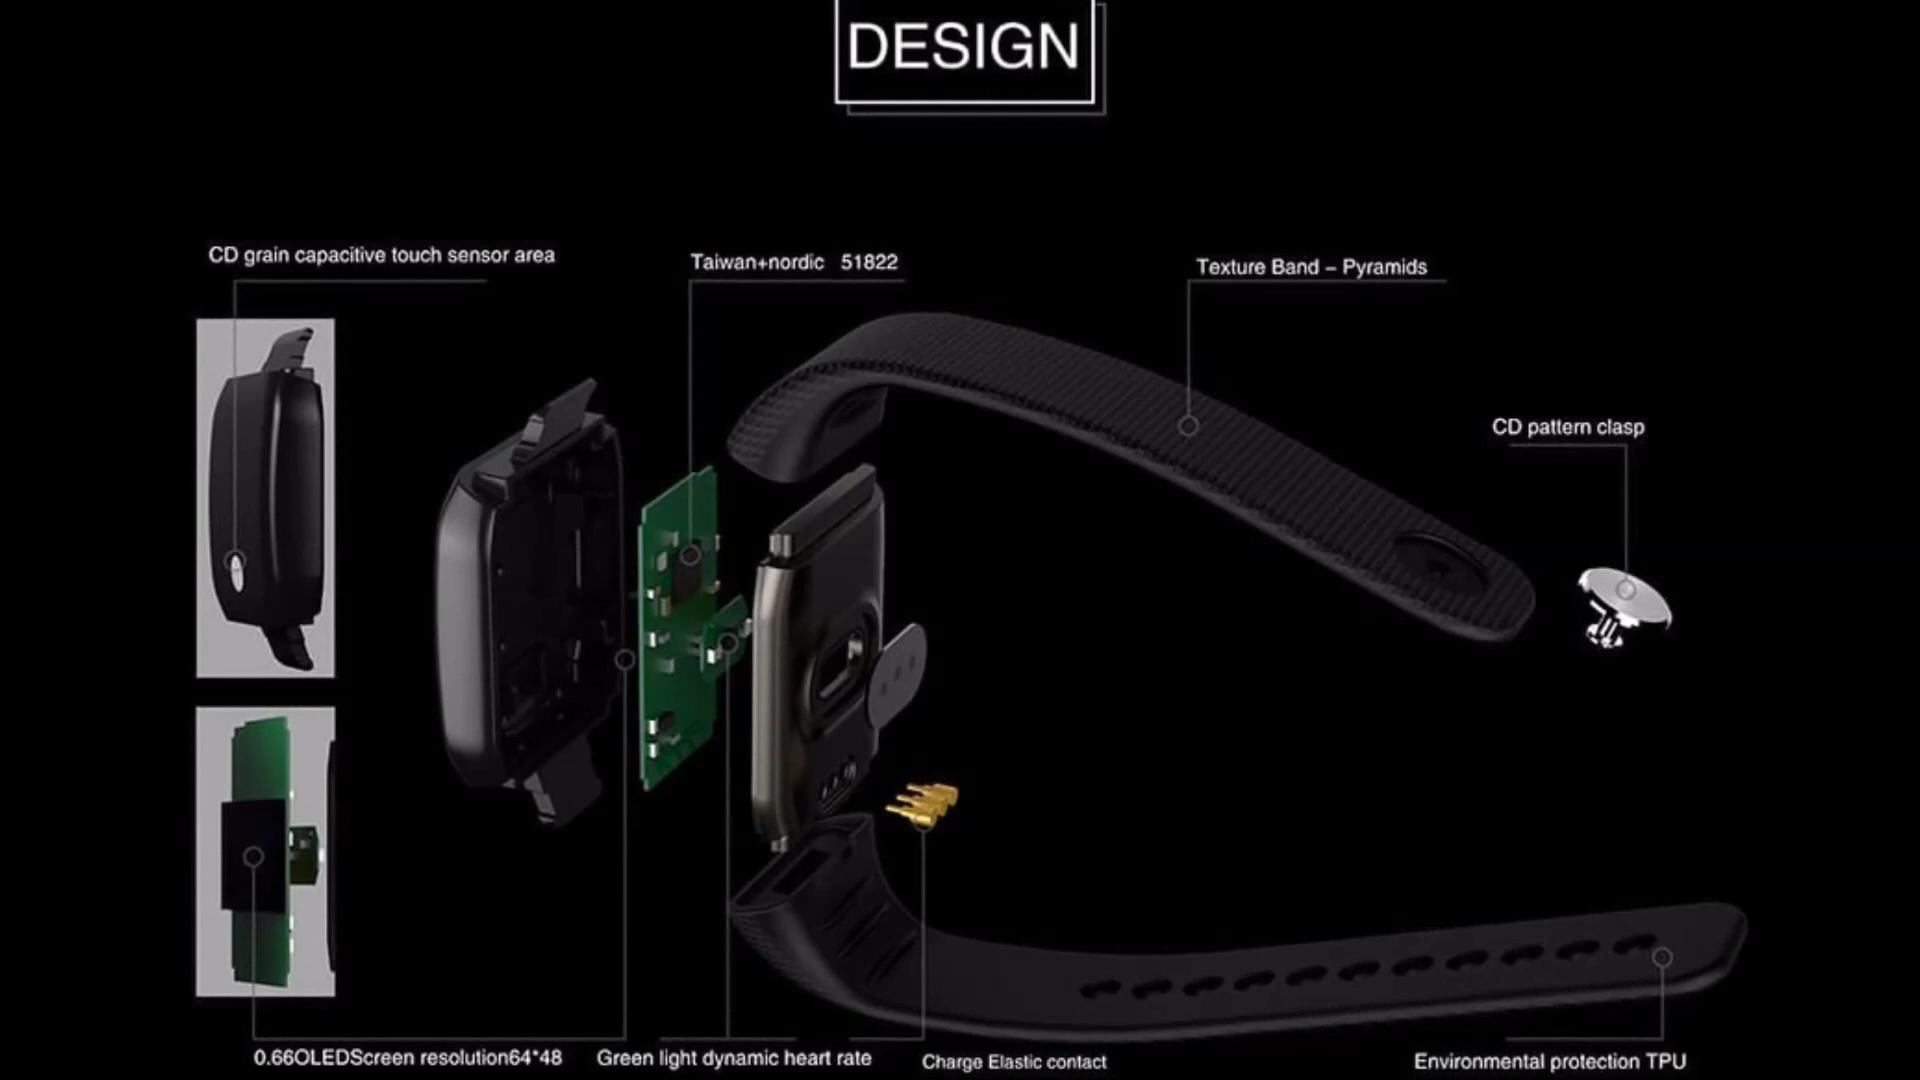 DESIGN
CD grain capacitive touch sensor area
Taiwan+nordic 51822
Texture Band – Pyramids
CD pattern clasp
0.66OLEDScreen resolution64*48
Green light dynamic heart rate
Charge Elastic contact
Environmental protection TPU